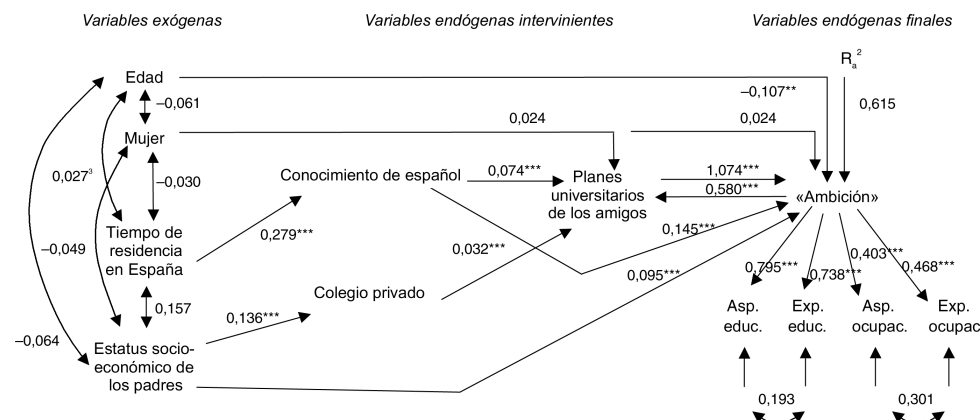 Variables exógenas
Variables endógenas intervinientes
Variables endógenas finales
Rₐ²
Edad
–0,107**
0,615
–0,061
0,024
0,024
Mujer
0,027³
–0,030
Conocimiento de español
0,074***
Planes
universitarios
de los amigos
1,074***
0,580***
«Ambición»
Tiempo de
residencia
en España
–0,049
0,279***
0,032***
0,145***
0,095***
0,795***
0,738***
0,403***
0,468***
Colegio privado
0,157
0,136***
Asp.
educ.
Exp.
educ.
Asp.
ocupac.
Exp.
ocupac
–0,064
Estatus socio-
económico de
los padres
0,193
0,301